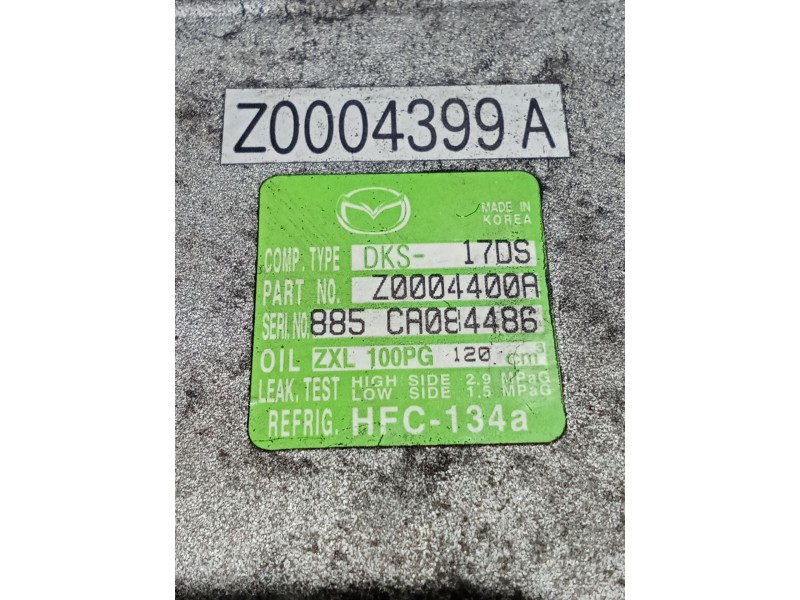 Z0004399A
MADE IN
KOREA
COMP. TYPE DKS- 17DS
PART NO. Z0004400A
SERI.NO. 885 CA084486
OIL ZXL 100PG 120 cm³
LEAK. TEST HIGH SIDE 2.9 MPaG
LOW SIDE 1.5 MPaG
REFRIG. HFC-134a